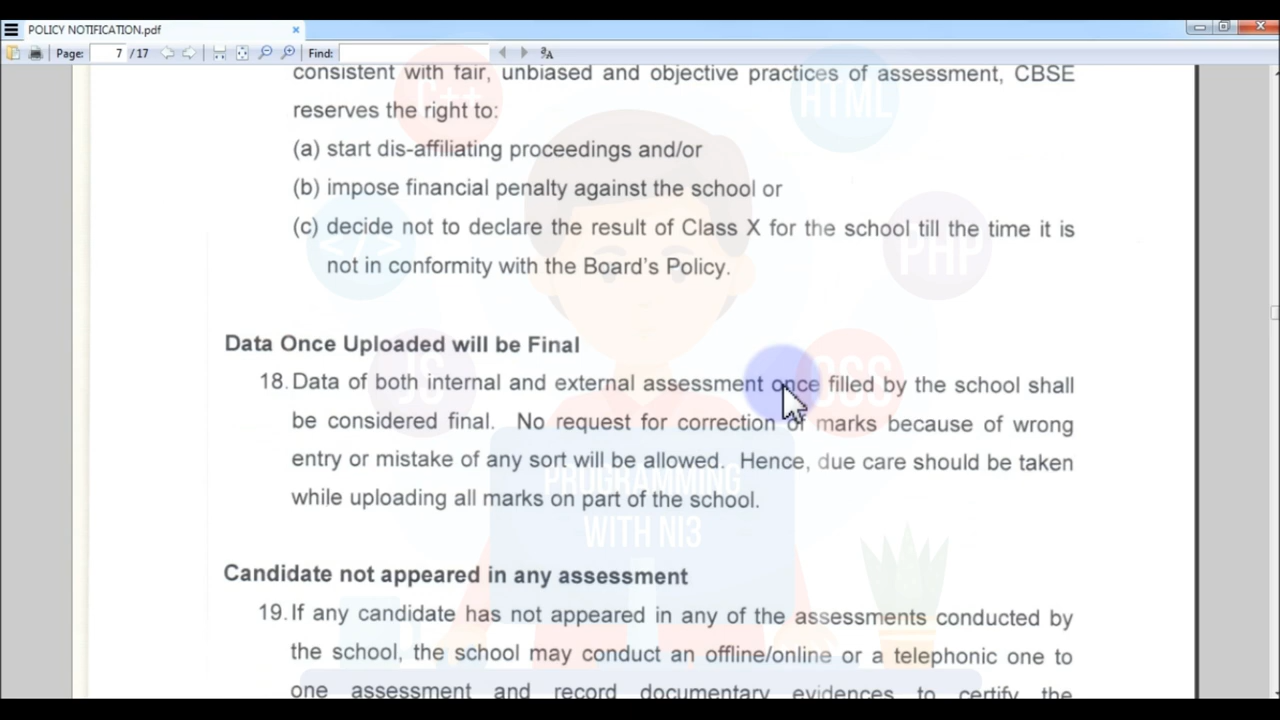 POLICY NOTIFICATION.pdf
Page: 7 / 17 Find:
consistent with fair, unbiased and objective practices of assessment, CBSE
reserves the right to:
(a) start dis-affiliating proceedings and/or
(b) impose financial penalty against the school or
(c) decide not to declare the result of Class X for the school till the time it is
not in conformity with the Board's Policy.
Data Once Uploaded will be Final
18. Data of both internal and external assessment once filled by the school shall
be considered final. No request for correction of marks because of wrong
entry or mistake of any sort will be allowed. Hence, due care should be taken
while uploading all marks on part of the school.
Candidate not appeared in any assessment
19. If any candidate has not appeared in any of the assessments conducted by
the school, the school may conduct an offline/online or a telephonic one to
one assessment and record documentary evidences to certify the
C++
HTML
</>
PHP
JS
CSS
PROGRAMMING
WITH NI3